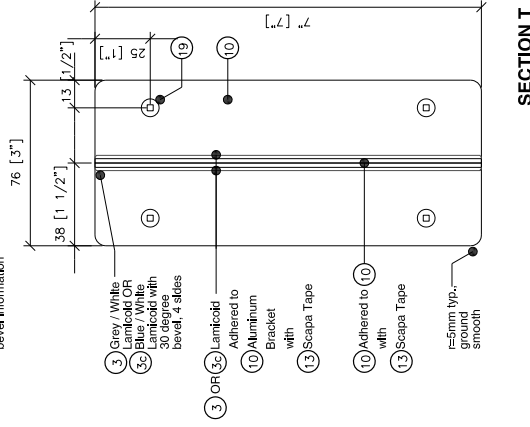 bevel information
76 [3"]
38 [1 1/2"]
13 [1/2"]
25 [1"]
7" [7"]
19
10
3 Grey / White
Lamicoid OR
3c Blue / White
Lamicoid with
30 degree
bevel, 4 sides
3 OR 3c Lamicoid
Adhered to
10 Aluminum
Bracket
with
13 Scapa Tape
10 Adhered to 10
with
13 Scapa Tape
r=5mm typ.,
ground
smooth
SECTION T